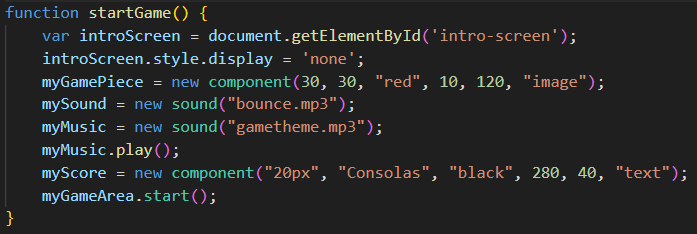 function startGame() {
    var introScreen = document.getElementById('intro-screen');
    introScreen.style.display = 'none';
    myGamePiece = new component(30, 30, "red", 10, 120, "image");
    mySound = new sound("bounce.mp3");
    myMusic = new sound("gametheme.mp3");
    myMusic.play();
    myScore = new component("20px", "Consolas", "black", 280, 40, "text");
    myGameArea.start();
}